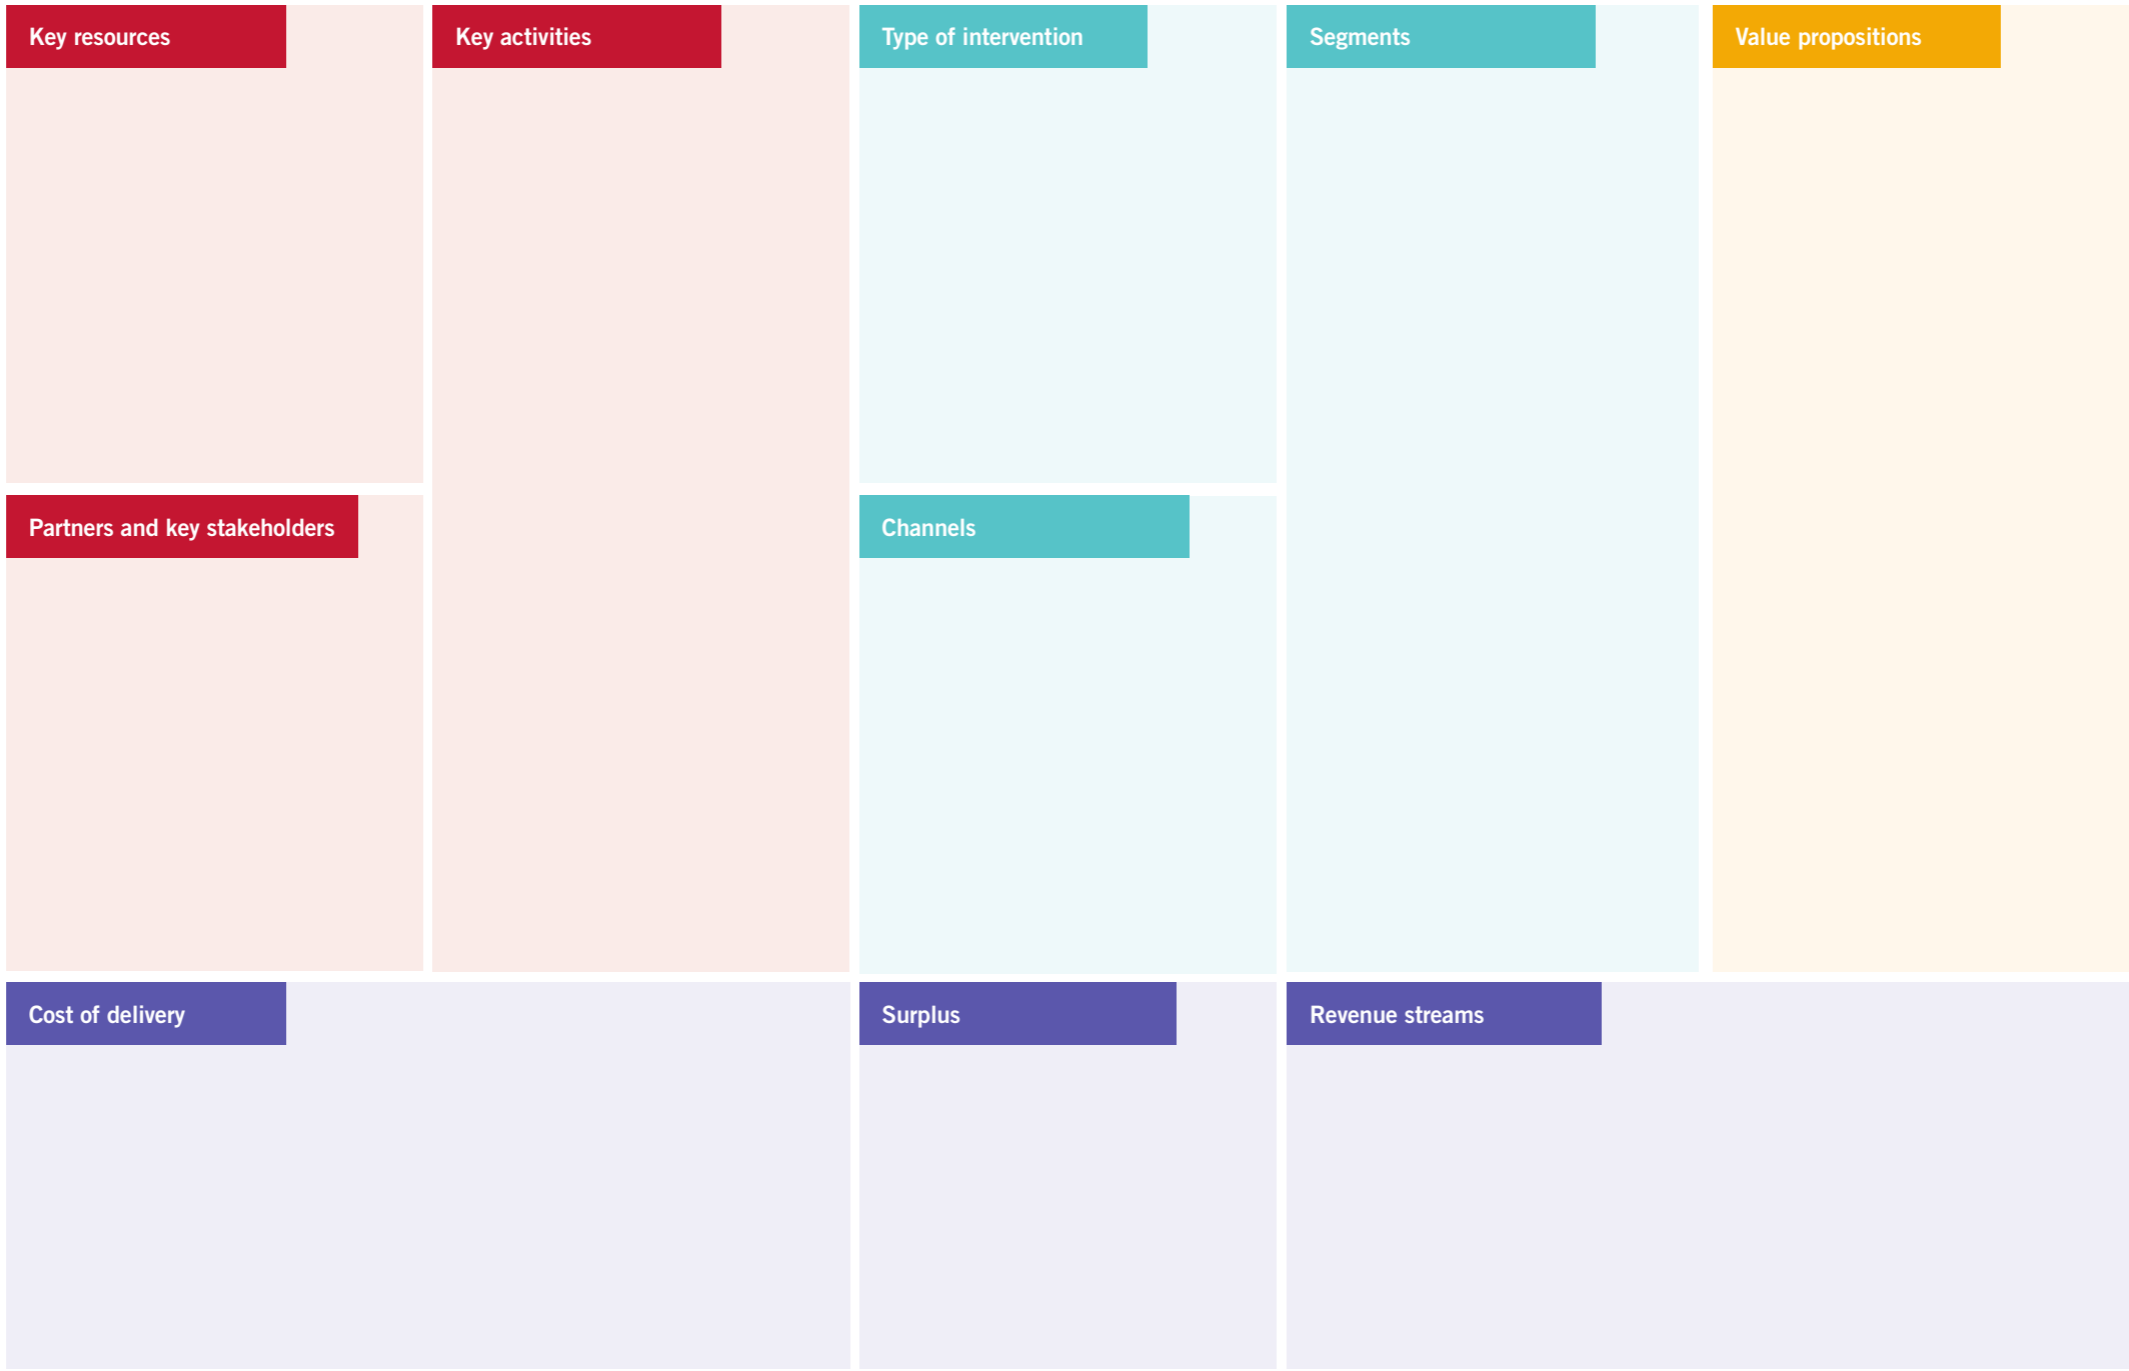 Key resources
Key activities
Type of intervention
Segments
Value propositions
Partners and key stakeholders
Channels
Cost of delivery
Surplus
Revenue streams